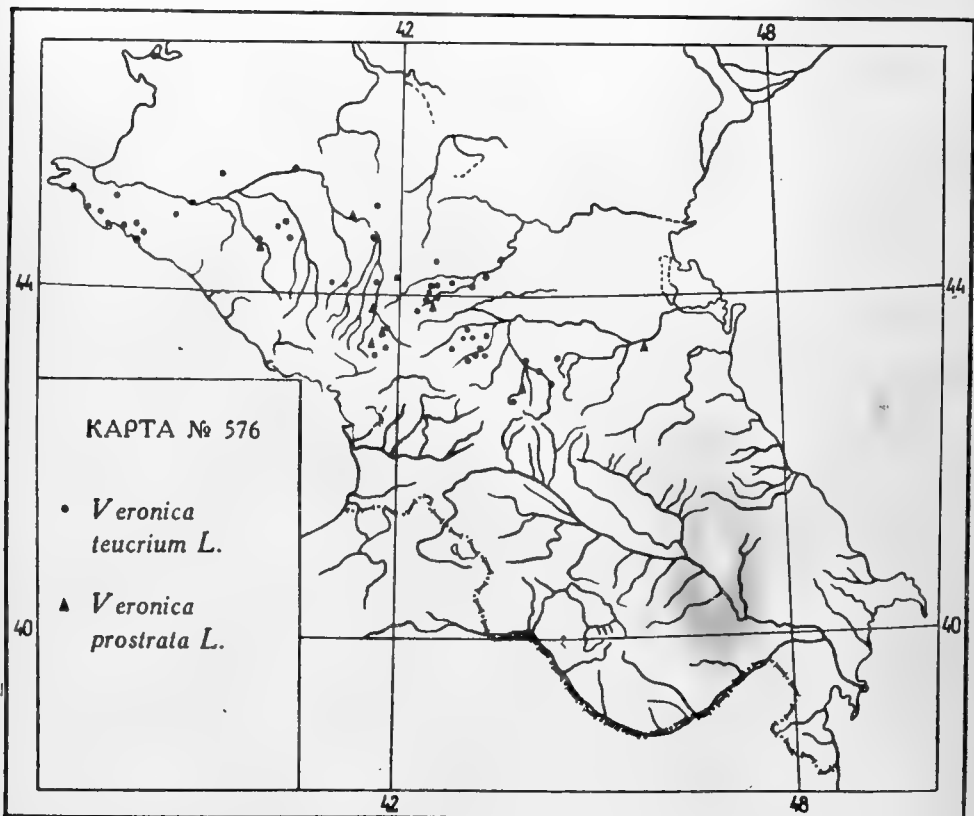 42 48
44 44
КАРТА № 576
• Veronica
teucrium L.
▲ Veronica
prostrata L.
40 40
42 48